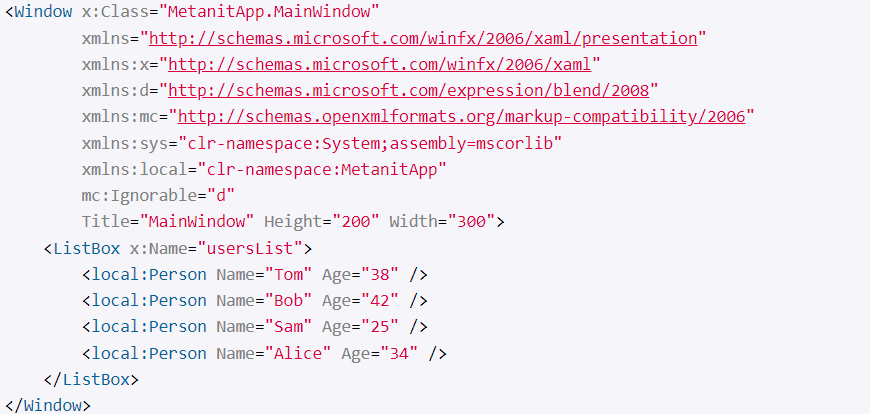 <Window x:Class="MetanitApp.MainWindow"
xmlns="http://schemas.microsoft.com/winfx/2006/xaml/presentation"
xmlns:x="http://schemas.microsoft.com/winfx/2006/xaml"
xmlns:d="http://schemas.microsoft.com/expression/blend/2008"
xmlns:mc="http://schemas.openxmlformats.org/markup-compatibility/2006"
xmlns:sys="clr-namespace:System;assembly=mscorlib"
xmlns:local="clr-namespace:MetanitApp"
mc:Ignorable="d"
Title="MainWindow" Height="200" Width="300">
<ListBox x:Name="usersList">
<local:Person Name="Tom" Age="38" />
<local:Person Name="Bob" Age="42" />
<local:Person Name="Sam" Age="25" />
<local:Person Name="Alice" Age="34" />
</ListBox>
</Window>